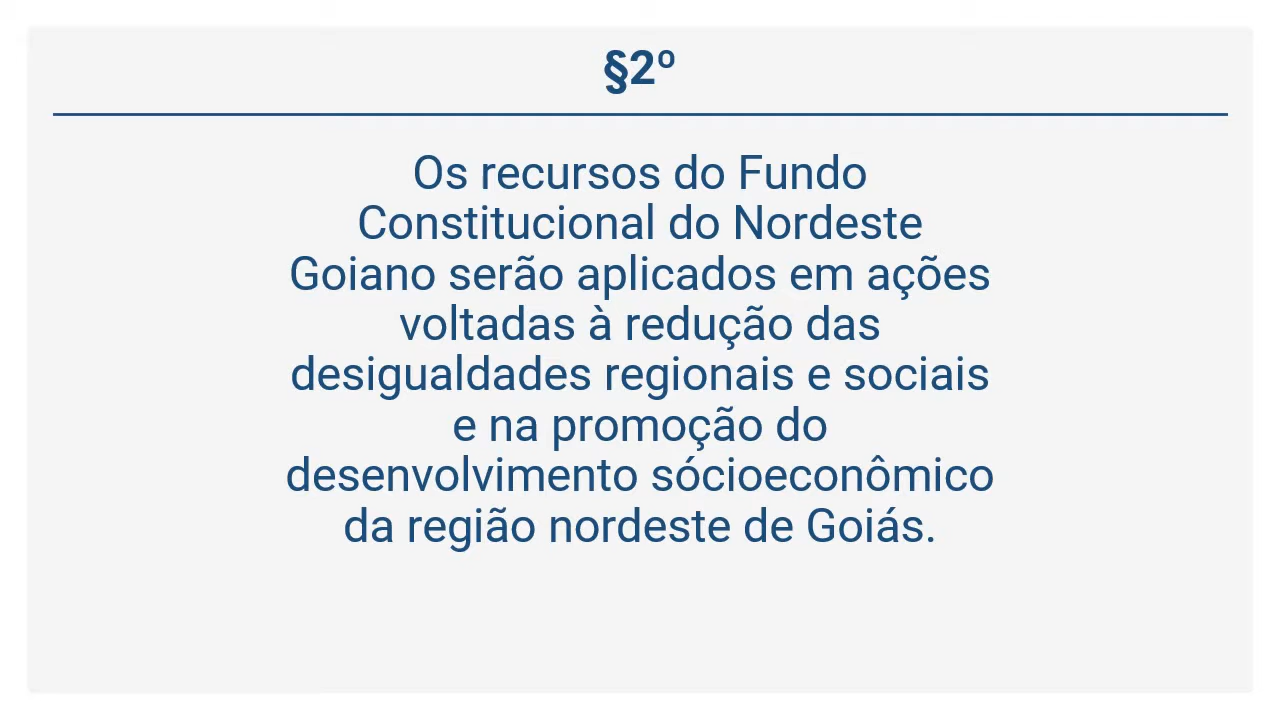 §2º
Os recursos do Fundo
Constitucional do Nordeste
Goiano serão aplicados em ações
voltadas à redução das
desigualdades regionais e sociais
e na promoção do
desenvolvimento sócioeconômico
da região nordeste de Goiás.